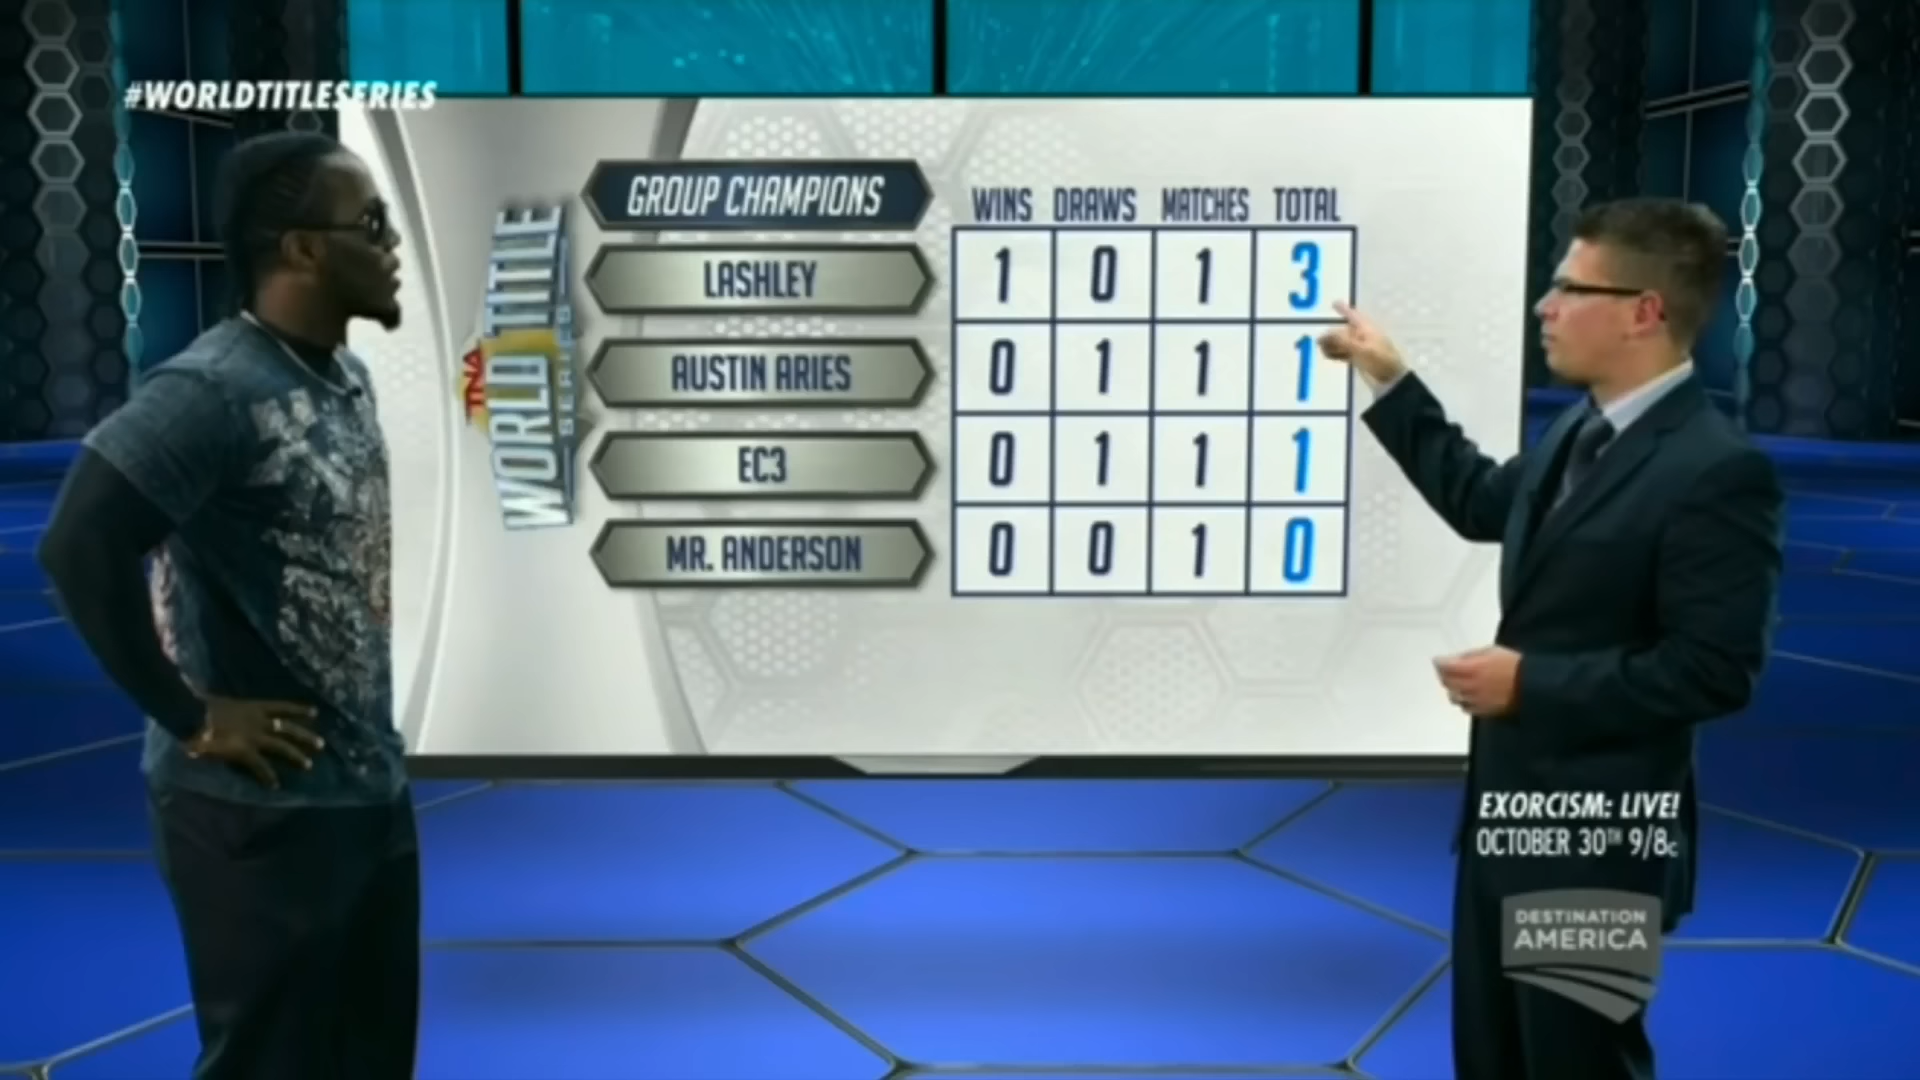 #WORLDTITLESERIES
TNA
WORLD TITLE
SERIES
GROUP CHAMPIONS WINS DRAWS MATCHES TOTAL
LASHLEY 1 0 1 3
AUSTIN ARIES 0 1 1 1
EC3 0 1 1 1
MR. ANDERSON 0 0 1 0
EXORCISM: LIVE!
OCTOBER 30TH 9/8c
DESTINATION
AMERICA